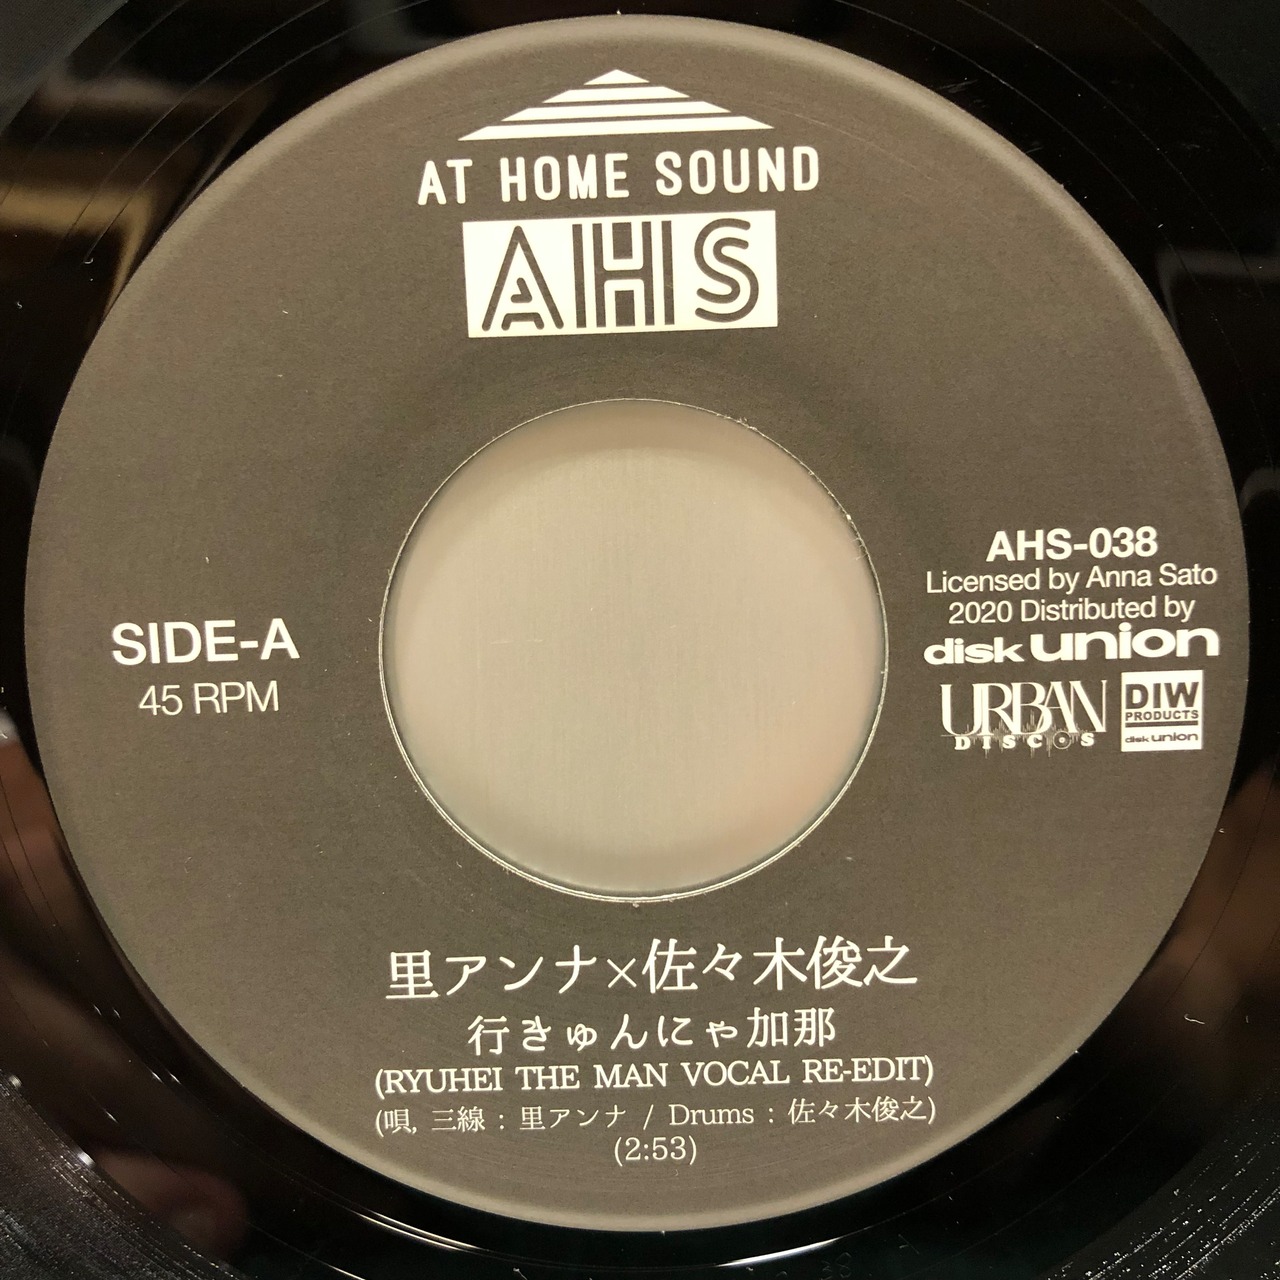 AT HOME SOUND
AHS
SIDE-A
45 RPM
AHS-038
Licensed by Anna Sato
2020 Distributed by
disk union
URBAN
DISCOS
DIW
PRODUCTS
disk union
里アンナ×佐々木俊之
行きゅんにゃ加那
(RYUHEI THE MAN VOCAL RE-EDIT)
(唄, 三線 : 里アンナ / Drums : 佐々木俊之)
(2:53)